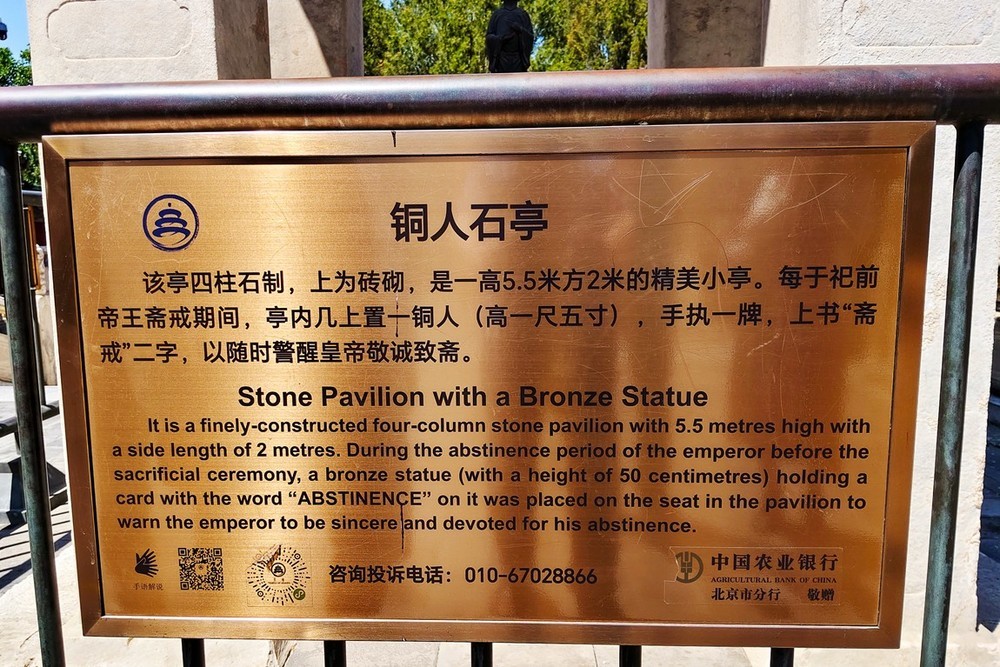 铜人石亭
该亭四柱石制，上为砖砌，是一高5.5米方2米的精美小亭。每于祀前
帝王斋戒期间，亭内几上置一铜人（高一尺五寸），手执一牌，上书“斋
戒”二字，以随时警醒皇帝敬诚致斋。
Stone Pavilion with a Bronze Statue
It is a finely-constructed four-column stone pavilion with 5.5 metres high with
a side length of 2 metres. During the abstinence period of the emperor before the
sacrificial ceremony, a bronze statue (with a height of 50 centimetres) holding a
card with the word “ABSTINENCE” on it was placed on the seat in the pavilion to
warn the emperor to be sincere and devoted for his abstinence.
手语解说
咨询投诉电话：010-67028866
中国农业银行
AGRICULTURAL BANK OF CHINA
北京市分行 敬赠